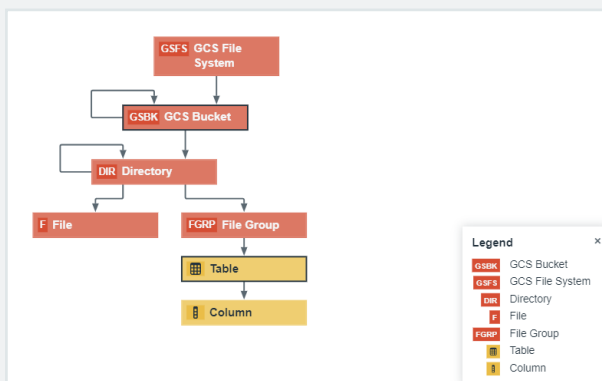 GSFS GCS File
System
GSBK GCS Bucket
DIR Directory
F File
FGRP File Group
Table
Column
Legend ×
GSBK GCS Bucket
GSFS GCS File System
DIR Directory
F File
FGRP File Group
Table
Column